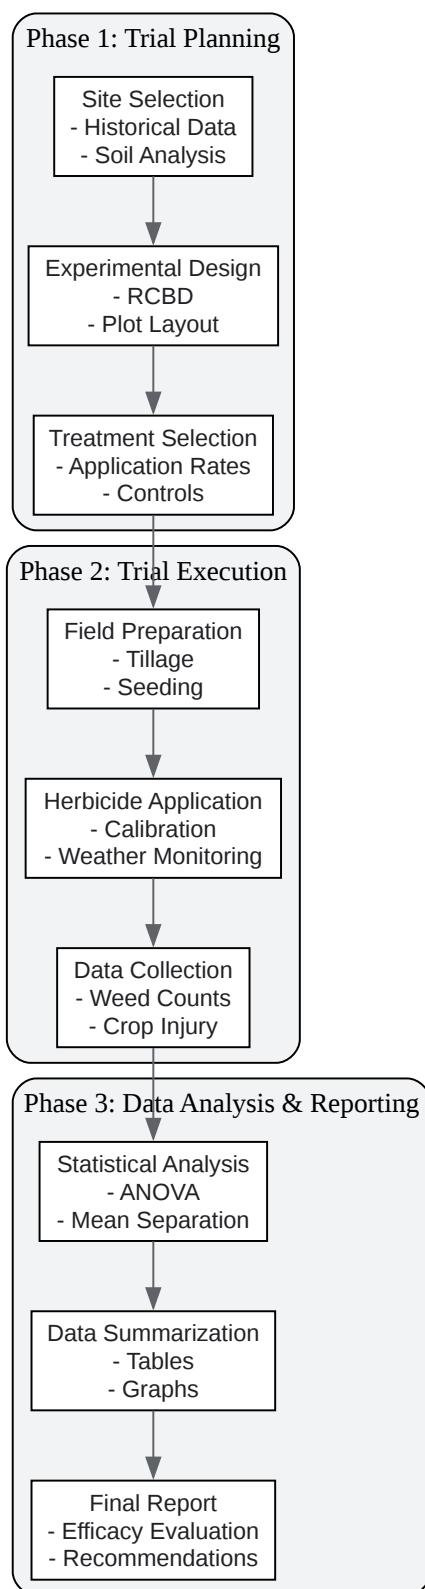 Phase 1: Trial Planning
Site Selection
- Historical Data
- Soil Analysis
Experimental Design
- RCBD
- Plot Layout
Treatment Selection
- Application Rates
- Controls
Phase 2: Trial Execution
Field Preparation
- Tillage
- Seeding
Herbicide Application
- Calibration
- Weather Monitoring
Data Collection
- Weed Counts
- Crop Injury
Phase 3: Data Analysis & Reporting
Statistical Analysis
- ANOVA
- Mean Separation
Data Summarization
- Tables
- Graphs
Final Report
- Efficacy Evaluation
- Recommendations